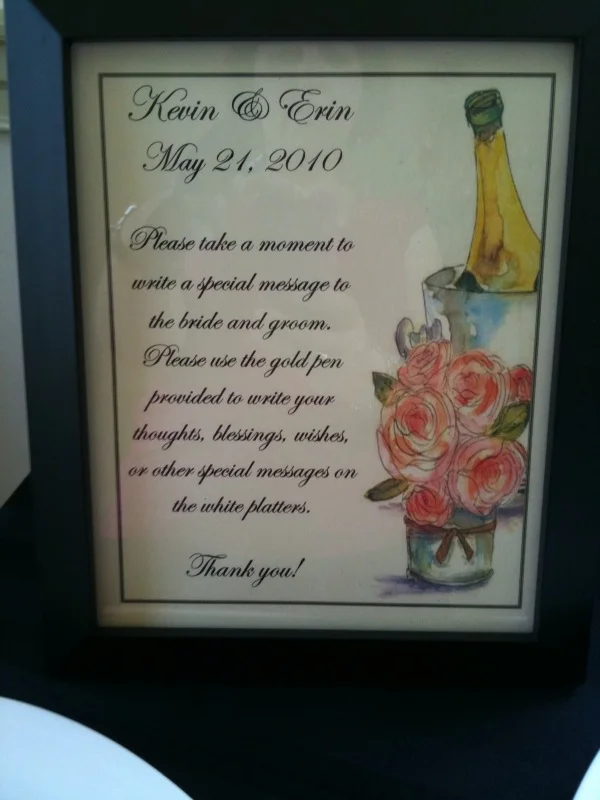 Kevin & Erin
May 21, 2010
Please take a moment to
write a special message to
the bride and groom.
Please use the gold pen
provided to write your
thoughts, blessings, wishes,
or other special messages on
the white platters.
Thank you!